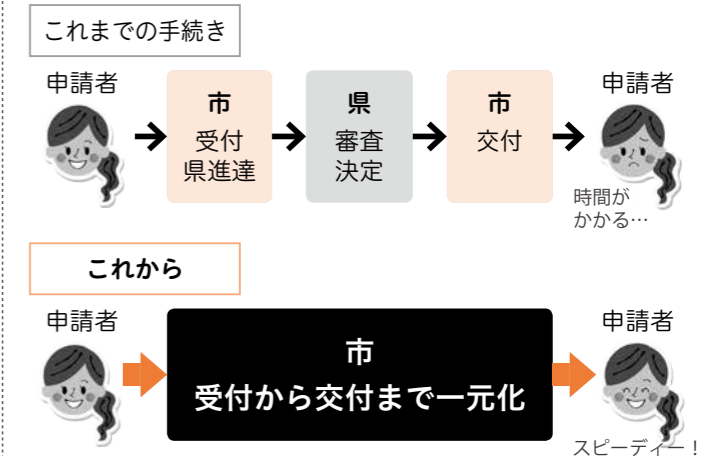 これまでの手続き
申請者
市
受付
県進達
県
審査
決定
市
交付
申請者
時間が
かかる…
これから
申請者
市
受付から交付まで一元化
申請者
スピーディー！